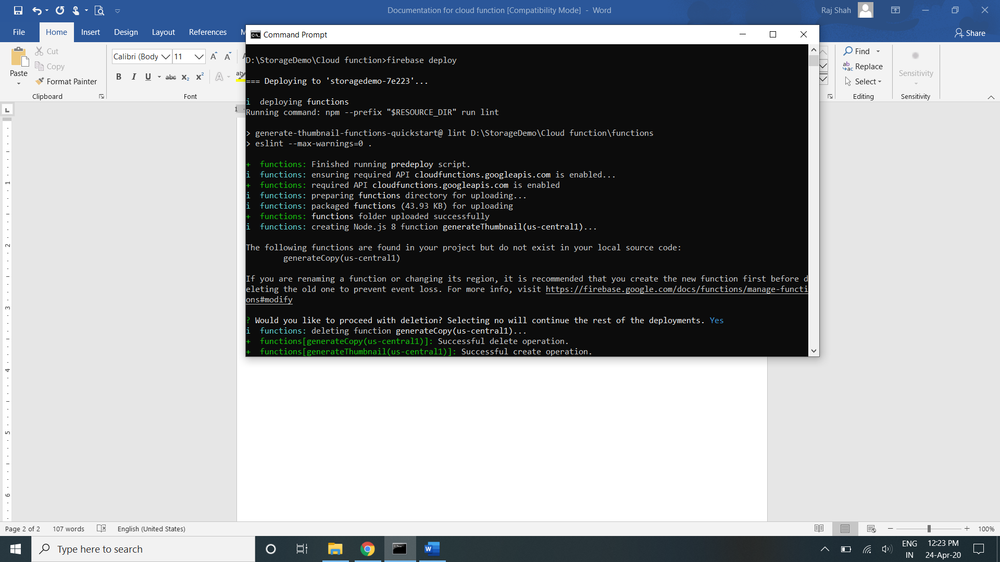 Documentation for cloud function [Compatibility Mode] - Word
Raj Shah
File Home Insert Design Layout References M
Share
Paste
Cut
Copy
Format Painter
Clipboard
Calibri (Body 11
B I U abc x2 x2
Font
Find
Replace
Select
Editing
Sensitivity
Sensitivity
Command Prompt
D:\StorageDemo\Cloud function>firebase deploy
=== Deploying to 'storagedemo-7e223'...
i deploying functions
Running command: npm --prefix "$RESOURCE_DIR" run lint
> generate-thumbnail-functions-quickstart@ lint D:\StorageDemo\Cloud function\functions
> eslint --max-warnings=0 .
+ functions: Finished running predeploy script.
i functions: ensuring required API cloudfunctions.googleapis.com is enabled...
+ functions: required API cloudfunctions.googleapis.com is enabled
i functions: preparing functions directory for uploading...
i functions: packaged functions (43.93 KB) for uploading
+ functions: functions folder uploaded successfully
i functions: creating Node.js 8 function generateThumbnail(us-central1)...
The following functions are found in your project but do not exist in your local source code:
generateCopy(us-central1)
If you are renaming a function or changing its region, it is recommended that you create the new function first before d
eleting the old one to prevent event loss. For more info, visit https://firebase.google.com/docs/functions/manage-functi
ons#modify
? Would you like to proceed with deletion? Selecting no will continue the rest of the deployments. Yes
i functions: deleting function generateCopy(us-central1)...
+ functions[generateCopy(us-central1)]: Successful delete operation.
+ functions[generateThumbnail(us-central1)]: Successful create operation.
1
1
2
3
4
5
6
Page 2 of 2 107 words English (United States)
100%
Type here to search
ENG
IN
12:23 PM
24-Apr-20